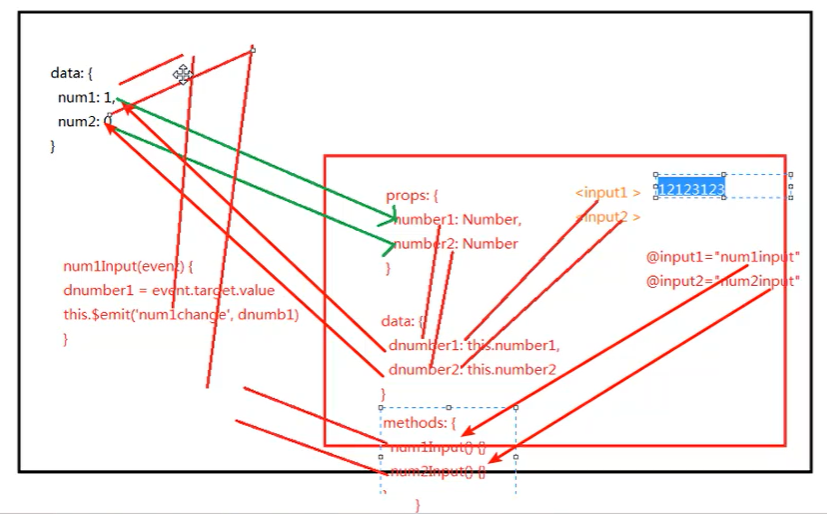 data: {
num1: 1,
num2: 0
}
props: {
number1: Number,
number2: Number
}
<input1 >
<input2 >
12123123
@input1="num1input"
@input2="num2input"
num1Input(event) {
dnumber1 = event.target.value
this.$emit('num1change', dnumb1)
}
data: {
dnumber1: this.number1,
dnumber2: this.number2
}
methods: {
num1Input() {}
num2Input() {}
}